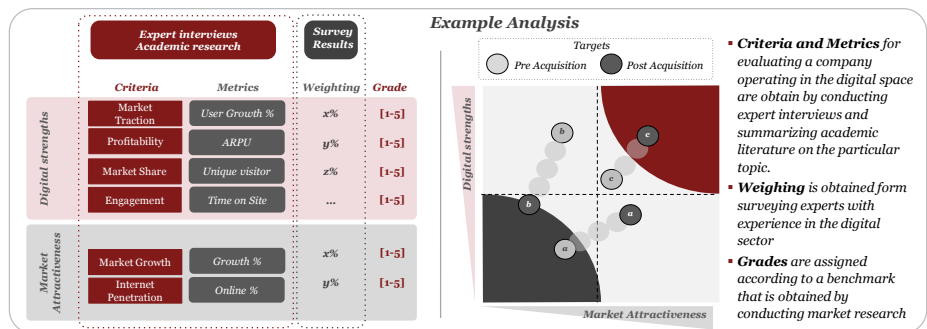 Example Analysis
Expert interviews
Academic research
Survey
Results
Criteria
Metrics
Weighting
Grade
Digital strengths
Market
Traction
User Growth %
x%
[1-5]
Profitability
ARPU
y%
[1-5]
Market Share
Unique visitor
z%
[1-5]
Engagement
Time on Site
...
[1-5]
Market
Attractiveness
Market Growth
Growth %
x%
[1-5]
Internet
Penetration
Online %
y%
[1-5]
Targets
Pre Acquisition
Post Acquisition
Digital strengths
b
c
c
b
a
a
Market Attractiveness
▪ Criteria and Metrics for
evaluating a company
operating in the digital space
are obtain by conducting
expert interviews and
summarizing academic
literature on the particular
topic.
▪ Weighing is obtained form
surveying experts with
experience in the digital
sector
▪ Grades are assigned
according to a benchmark
that is obtained by
conducting market research